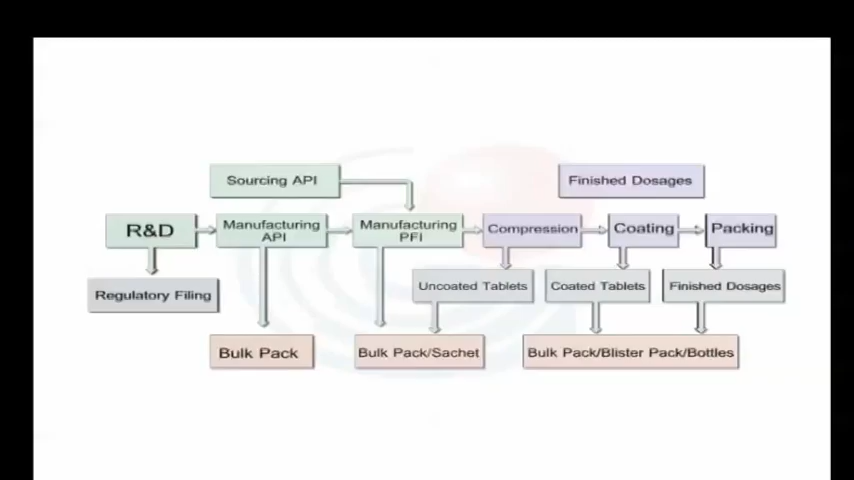 Sourcing API
Finished Dosages
R&D
Manufacturing
API
Manufacturing
PFI
Compression
Coating
Packing
Regulatory Filing
Uncoated Tablets
Coated Tablets
Finished Dosages
Bulk Pack
Bulk Pack/Sachet
Bulk Pack/Blister Pack/Bottles